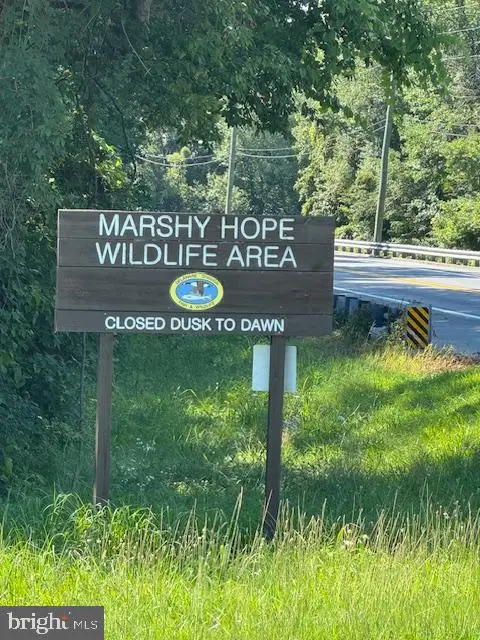 MARSHY HOPE
WILDLIFE AREA
CLOSED DUSK TO DAWN
bright MLS